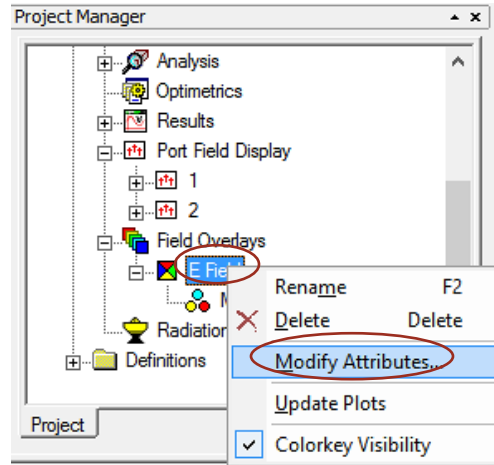 Project Manager
Analysis
Optimetrics
Results
Port Field Display
1
2
Field Overlays
E Field
Rename F2
Delete Delete
Radiation
Modify Attributes...
Definitions
Update Plots
Project
Colorkey Visibility